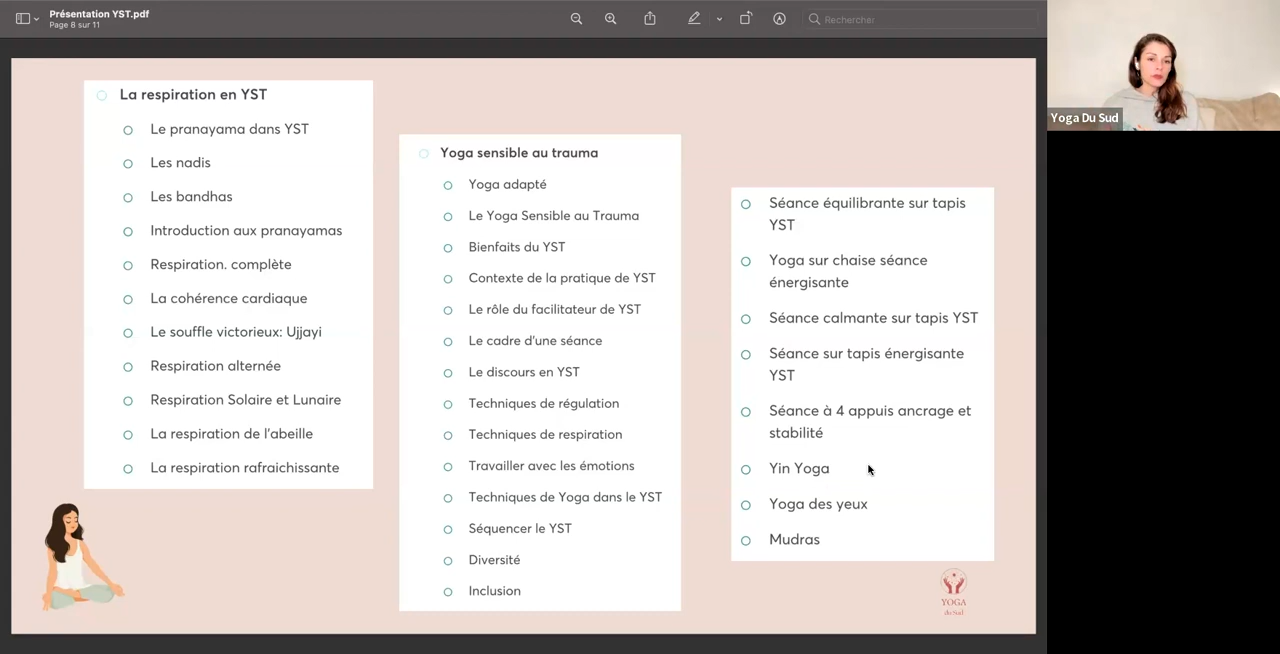 Présentation YST.pdf
Page 8 sur 11
Rechercher
La respiration en YST
Le pranayama dans YST
Les nadis
Les bandhas
Introduction aux pranayamas
Respiration. complète
La cohérence cardiaque
Le souffle victorieux: Ujjayi
Respiration alternée
Respiration Solaire et Lunaire
La respiration de l'abeille
La respiration rafraichissante
Yoga sensible au trauma
Yoga adapté
Le Yoga Sensible au Trauma
Bienfaits du YST
Contexte de la pratique de YST
Le rôle du facilitateur de YST
Le cadre d'une séance
Le discours en YST
Techniques de régulation
Techniques de respiration
Travailler avec les émotions
Techniques de Yoga dans le YST
Séquencer le YST
Diversité
Inclusion
Séance équilibrante sur tapis
YST
Yoga sur chaise séance
énergisante
Séance calmante sur tapis YST
Séance sur tapis énergisante
YST
Séance à 4 appuis ancrage et
stabilité
Yin Yoga
Yoga des yeux
Mudras
YOGA
du Sud
Yoga Du Sud